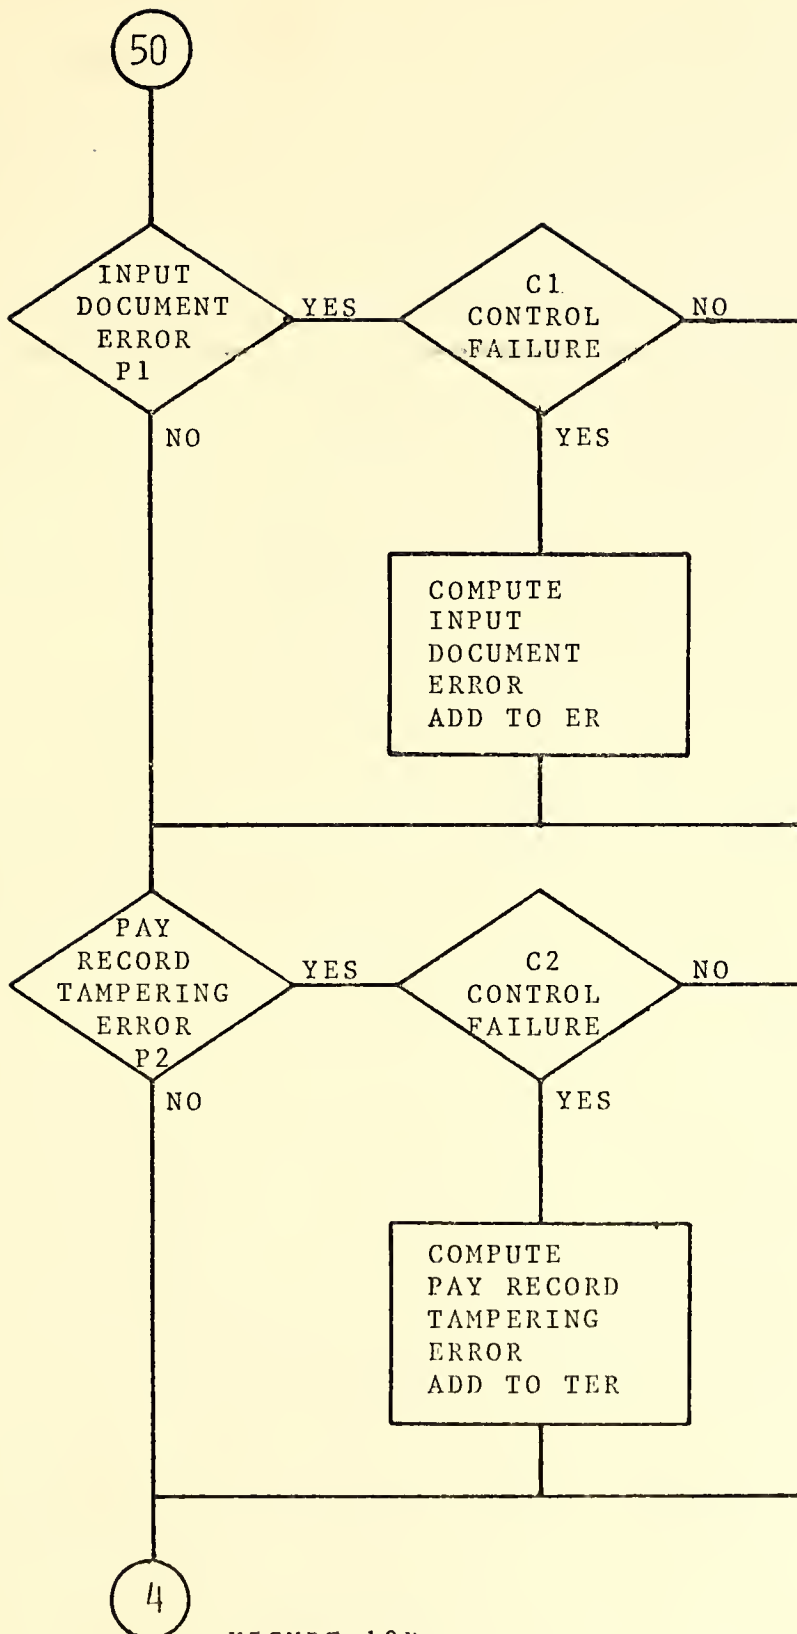 50
INPUT
DOCUMENT
ERROR
P1
YES
C1
CONTROL
FAILURE
NO
NO
YES
COMPUTE
INPUT
DOCUMENT
ERROR
ADD TO ER
PAY
RECORD
TAMPERING
ERROR
P2
YES
C2
CONTROL
FAILURE
NO
NO
YES
COMPUTE
PAY RECORD
TAMPERING
ERROR
ADD TO TER
4